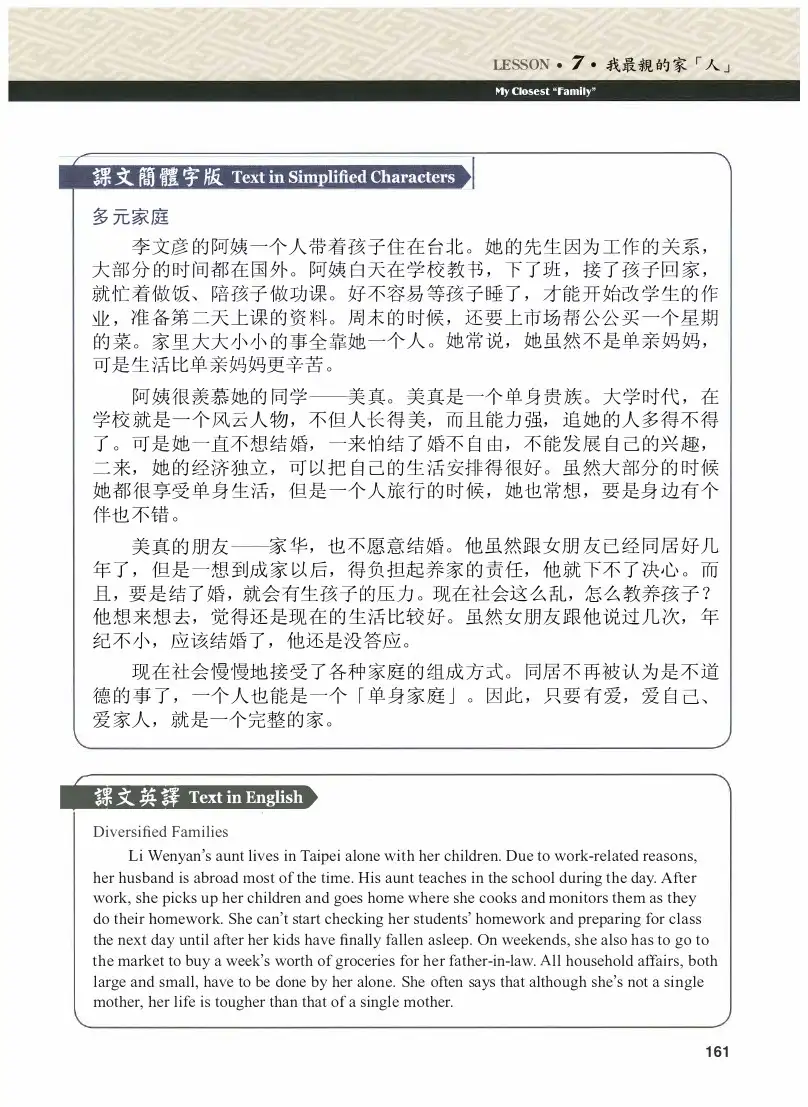 LESSON • 7 • 我最親的家「人」
My Closest "Family"
課文簡體字版 Text in Simplified Characters
多元家庭
李文彦的阿姨一个人带着孩子住在台北。她的先生因为工作的关系，
大部分的时间都在国外。阿姨白天在学校教书，下了班，接了孩子回家，
就忙着做饭、陪孩子做功课。好不容易等孩子睡了，才能开始改学生的作
业，准备第二天上课的资料。周末的时候，还要上市场帮公公买一个星期
的菜。家里大大小小的事全靠她一个人。她常说，她虽然不是单亲妈妈，
可是生活比单亲妈妈更辛苦。
阿姨很羡慕她的同学——美真。美真是一个单身贵族。大学时代，在
学校就是一个风云人物，不但人长得美，而且能力强，追她的人多得不得
了。可是她一直不想结婚，一来怕结了婚不自由，不能发展自己的兴趣，
二来，她的经济独立，可以把自己的生活安排得很好。虽然大部分的时候
她都很享受单身生活，但是一个人旅行的时候，她也常想，要是身边有个
伴也不错。
美真的朋友——家华，也不愿意结婚。他虽然跟女朋友已经同居好几
年了，但是一想到成家以后，得负担起养家的责任，他就下不了决心。而
且，要是结了婚，就会有生孩子的压力。现在社会这么乱，怎么教养孩子？
他想来想去，觉得还是现在的生活比较好。虽然女朋友跟他说过几次，年
纪不小，应该结婚了，他还是没答应。
现在社会慢慢地接受了各种家庭的组成方式。同居不再被认为是不道
德的事了，一个人也能是一个「单身家庭」。因此，只要有爱，爱自己、
爱家人，就是一个完整的家。
課文英譯 Text in English
Diversified Families
Li Wenyan's aunt lives in Taipei alone with her children. Due to work-related reasons,
her husband is abroad most of the time. His aunt teaches in the school during the day. After
work, she picks up her children and goes home where she cooks and monitors them as they
do their homework. She can't start checking her students' homework and preparing for class
the next day until after her kids have finally fallen asleep. On weekends, she also has to go to
the market to buy a week's worth of groceries for her father-in-law. All household affairs, both
large and small, have to be done by her alone. She often says that although she's not a single
mother, her life is tougher than that of a single mother.
161